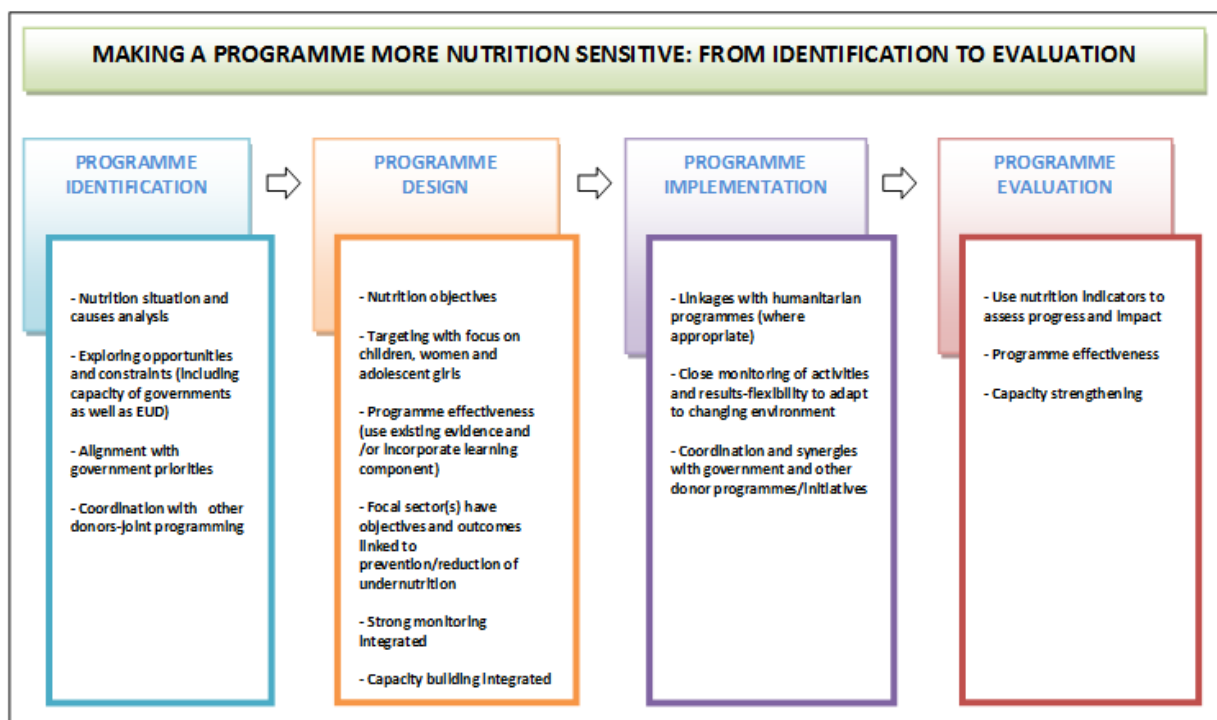 MAKING A PROGRAMME MORE NUTRITION SENSITIVE: FROM IDENTIFICATION TO EVALUATION
PROGRAMME
IDENTIFICATION
- Nutrition situation and
causes analysis
- Exploring opportunities
and constraints (including
capacity of governments
as well as EUD)
- Alignment with
government priorities
- Coordination with other
donors-joint programming
PROGRAMME
DESIGN
- Nutrition objectives
- Targeting with focus on
children, women and
adolescent girls
- Programme effectiveness
(use existing evidence and
/or incorporate learning
component)
- Focal sector(s) have
objectives and outcomes
linked to
prevention/reduction of
undernutrition
- Strong monitoring
integrated
- Capacity building integrated
PROGRAMME
IMPLEMENTATION
- Linkages with humanitarian
programmes (where
appropriate)
- Close monitoring of activities
and results-flexibility to adapt
to changing environment
- Coordination and synergies
with government and other
donor programmes/initiatives
PROGRAMME
EVALUATION
- Use nutrition indicators to
assess progress and impact
- Programme effectiveness
- Capacity strengthening